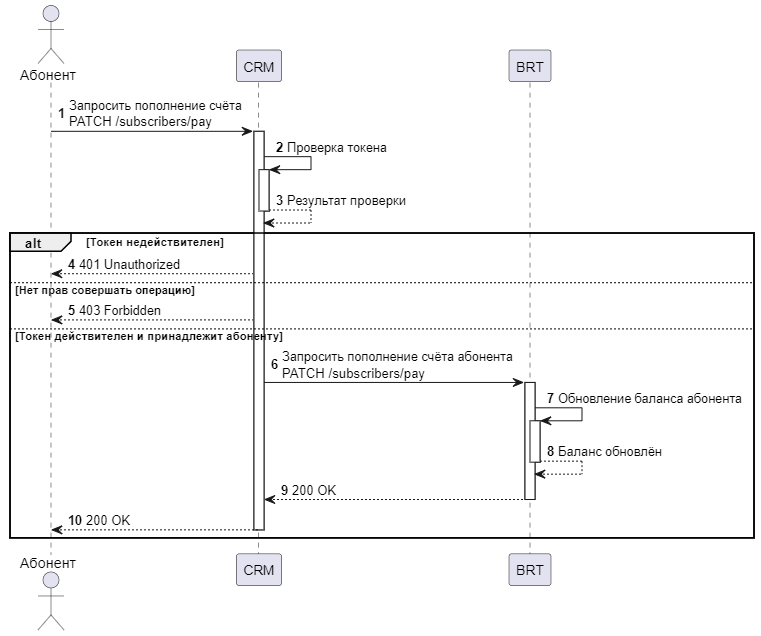 Абонент
CRM
BRT
1 Запросить пополнение счёта
PATCH /subscribers/pay
2 Проверка токена
3 Результат проверки
alt
[Токен недействителен]
4 401 Unauthorized
[Нет прав совершать операцию]
5 403 Forbidden
[Токен действителен и принадлежит абоненту]
6 Запросить пополнение счёта абонента
PATCH /subscribers/pay
7 Обновление баланса абонента
8 Баланс обновлён
9 200 OK
10 200 OK
Абонент
CRM
BRT